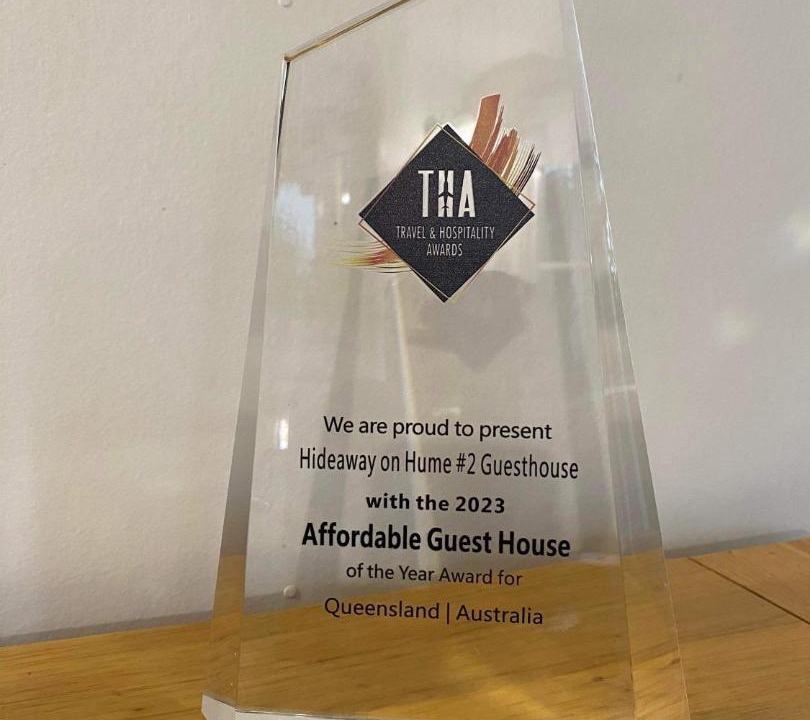 THA
TRAVEL & HOSPITALITY
AWARDS
We are proud to present
Hideaway on Hume #2 Guesthouse
with the 2023
Affordable Guest House
of the Year Award for
Queensland | Australia